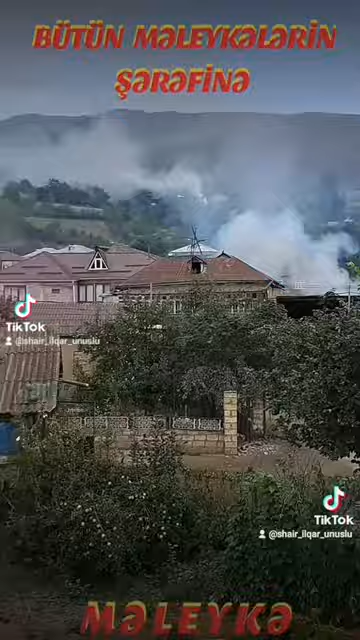 BÜTÜN MƏLEYKƏLƏRİN
ŞƏRƏFİNƏ
TikTok
@shair_ilqar_unuslu
TikTok
@shair_ilqar_unuslu
MƏLEYKƏ